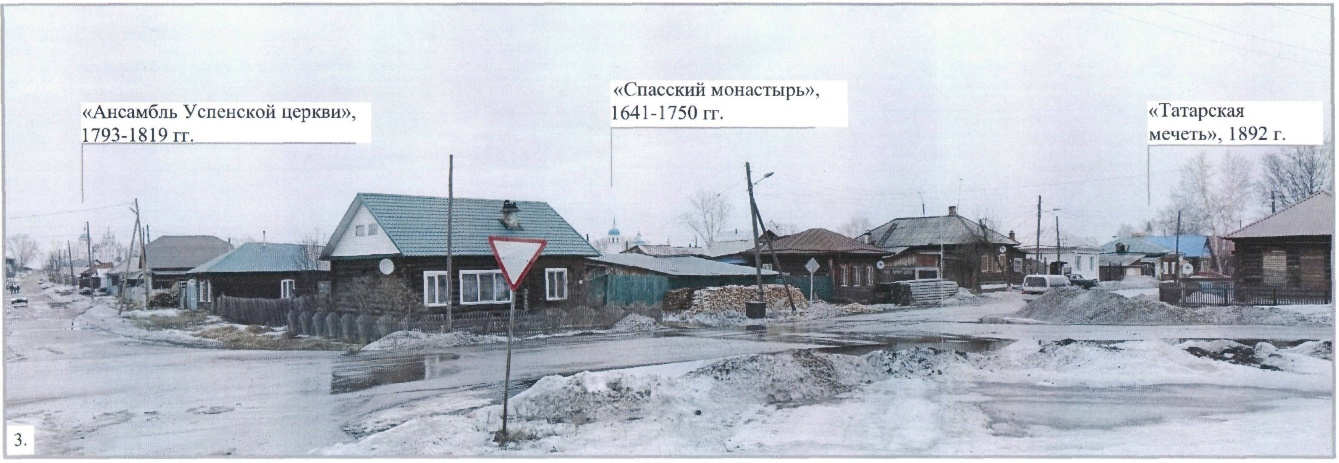 «Ансамбль Успенской церкви»,
1793-1819 гг.
«Спасский монастырь»,
1641-1750 гг.
«Татарская
мечеть», 1892 г.
3.